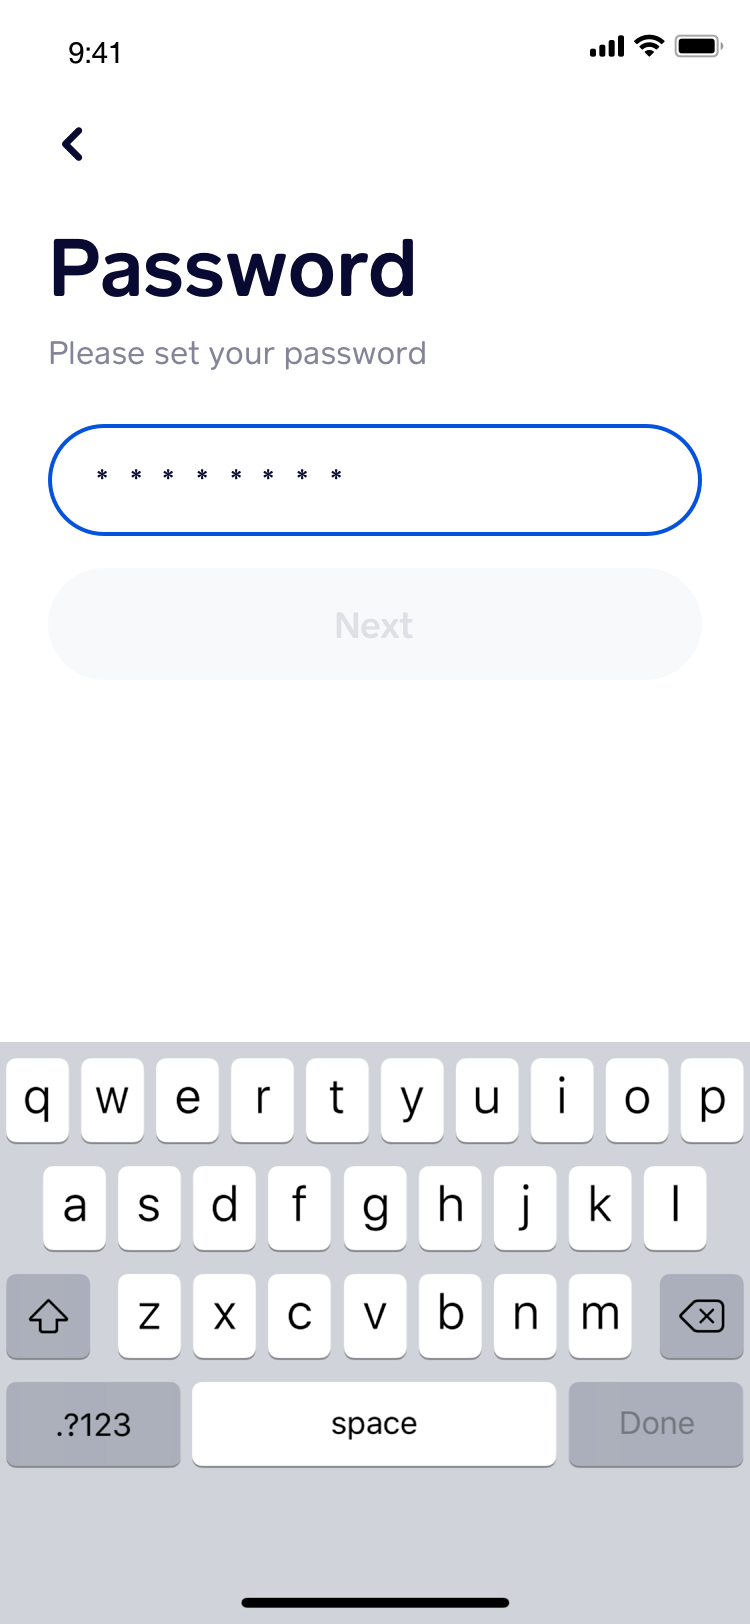 9:41
Password
Please set your password
* * * * * * * *
Next
q w e r t y u i o p
a s d f g h j k l
z x c v b n m
.?123 space Done